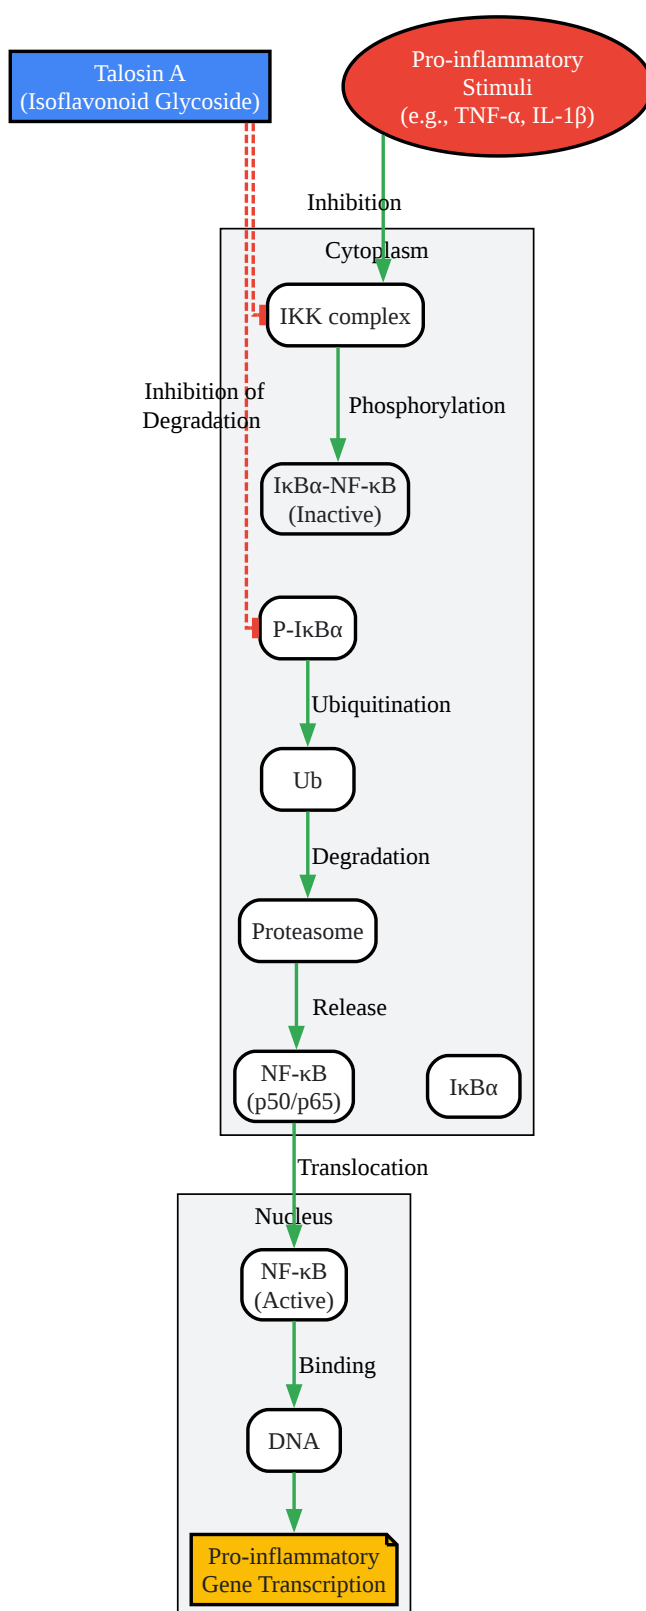 Talosin A
(Isoflavonoid Glycoside)
Pro-inflammatory
Stimuli
(e.g., TNF-α, IL-1β)
Inhibition
Cytoplasm
IKK complex
Inhibition of
Degradation
Phosphorylation
IκBα-NF-κB
(Inactive)
P-IκBα
Ubiquitination
Ub
Degradation
Proteasome
Release
NF-κB
(p50/p65)
IκBα
Translocation
Nucleus
NF-κB
(Active)
Binding
DNA
Pro-inflammatory
Gene Transcription